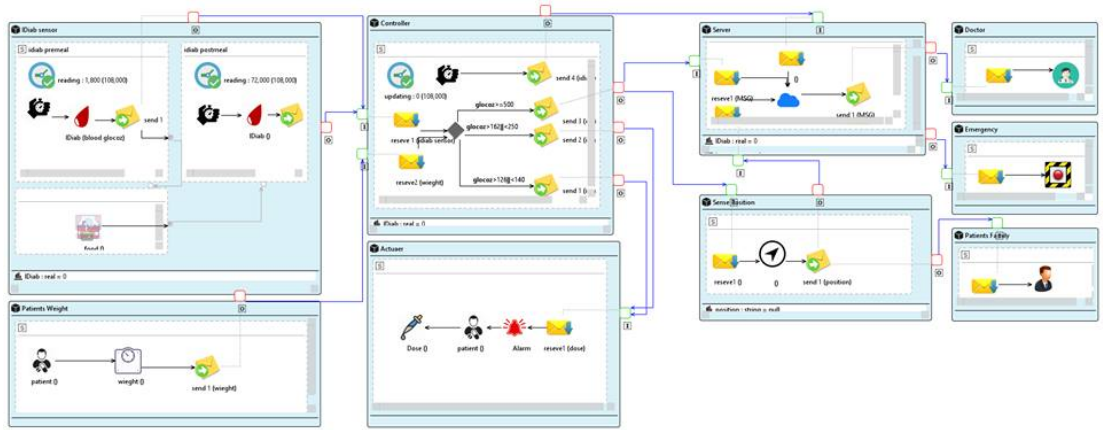 IDiab sensor
S
idiab premeal
reading : 1,800 (108,000)
IDiab (blood glocoz)
send 1
idiab postmeal
reading : 72,000 (108,000)
IDiab ()
food ()
IDiab : real = 0
O
O
Patients Weight
O
S
patient ()
wieght ()
send 1 (wieght)
Controller
O
S
updating : 0 (108,000)
send 4 (idi
glocoz>=500
send 3 (
reseve 1 (idiab sensor)
glocoz>162||<250
send 2 (
reseve2 (wieght)
glocoz>126||<140
send 1 (
IDiab : real = 0
I
I
O
O
O
Actuaer
S
Dose ()
patient ()
Alarm
reseve1 (dose)
I
Server
I
I
S
()
reseve1 (MSG)
send 1 (MSG)
IDiab : real = 0
O
O
I
O
Sense Position
I
S
reseve1 ()
()
send 1 (position)
position : string = null
O
Doctor
S
I
Emergency
S
I
Patients Family
I
S